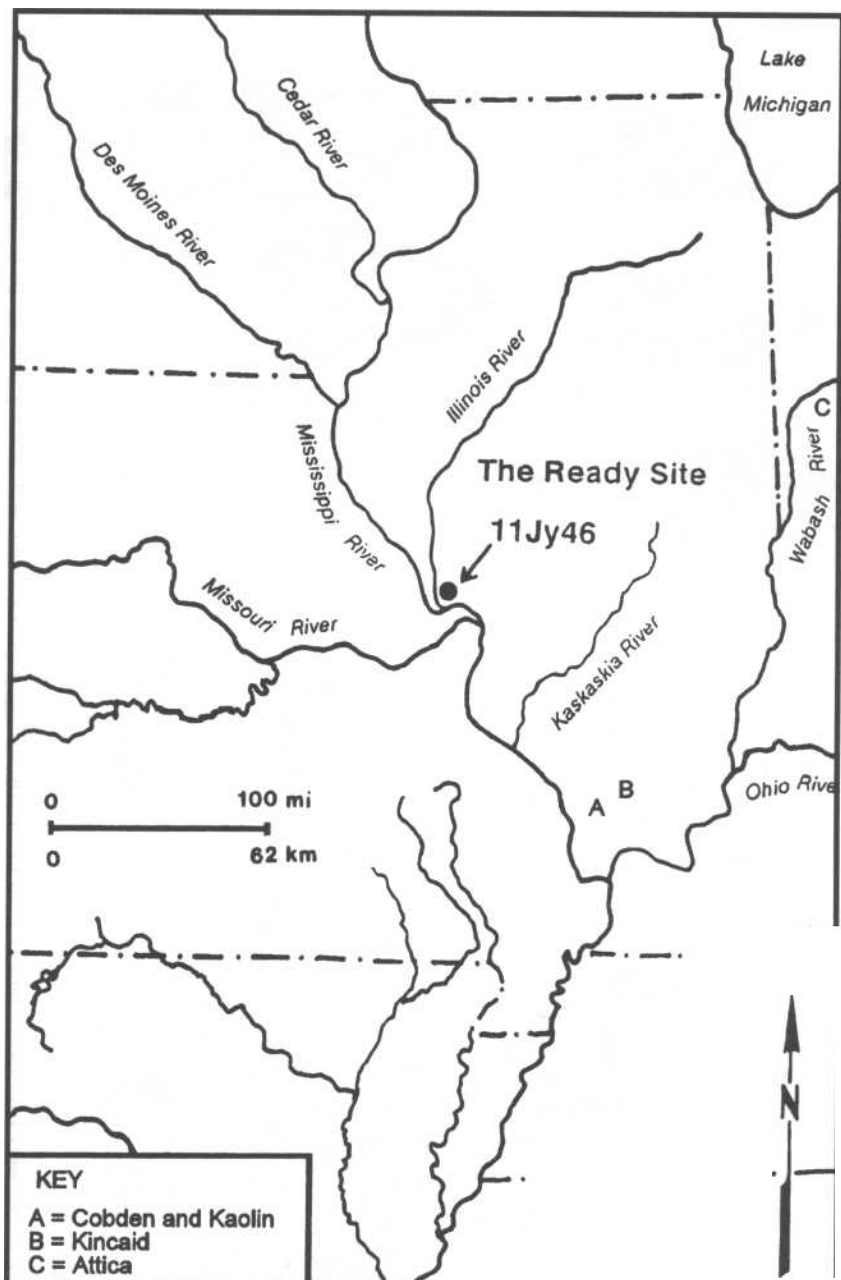 Lake
Michigan
Cedar River
Des Moines River
Illinois River
C
Mississippi
River
Wabash River
The Ready Site
11Jy46
Missouri River
Kaskaskia River
A B
Ohio Rive
0 100 mi
0 62 km
N
KEY
A = Cobden and Kaolin
B = Kincaid
C = Attica